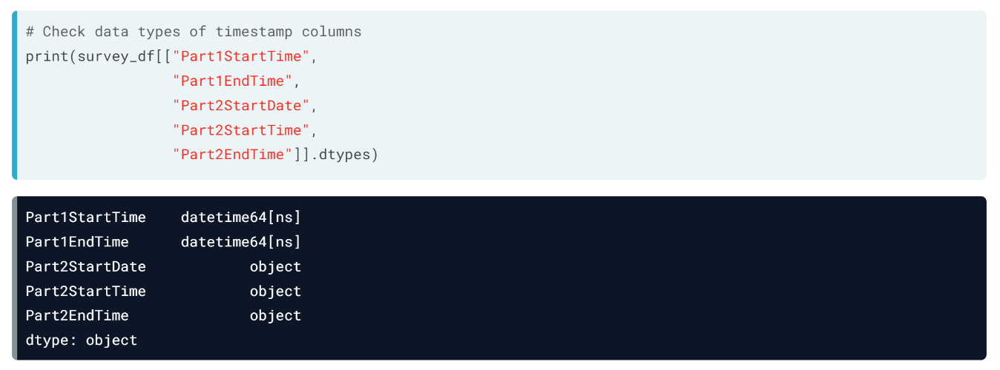 # Check data types of timestamp columns
print(survey_df[["Part1StartTime",
                 "Part1EndTime",
                 "Part2StartDate",
                 "Part2StartTime",
                 "Part2EndTime"]].dtypes)
Part1StartTime    datetime64[ns]
Part1EndTime      datetime64[ns]
Part2StartDate            object
Part2StartTime            object
Part2EndTime              object
dtype: object